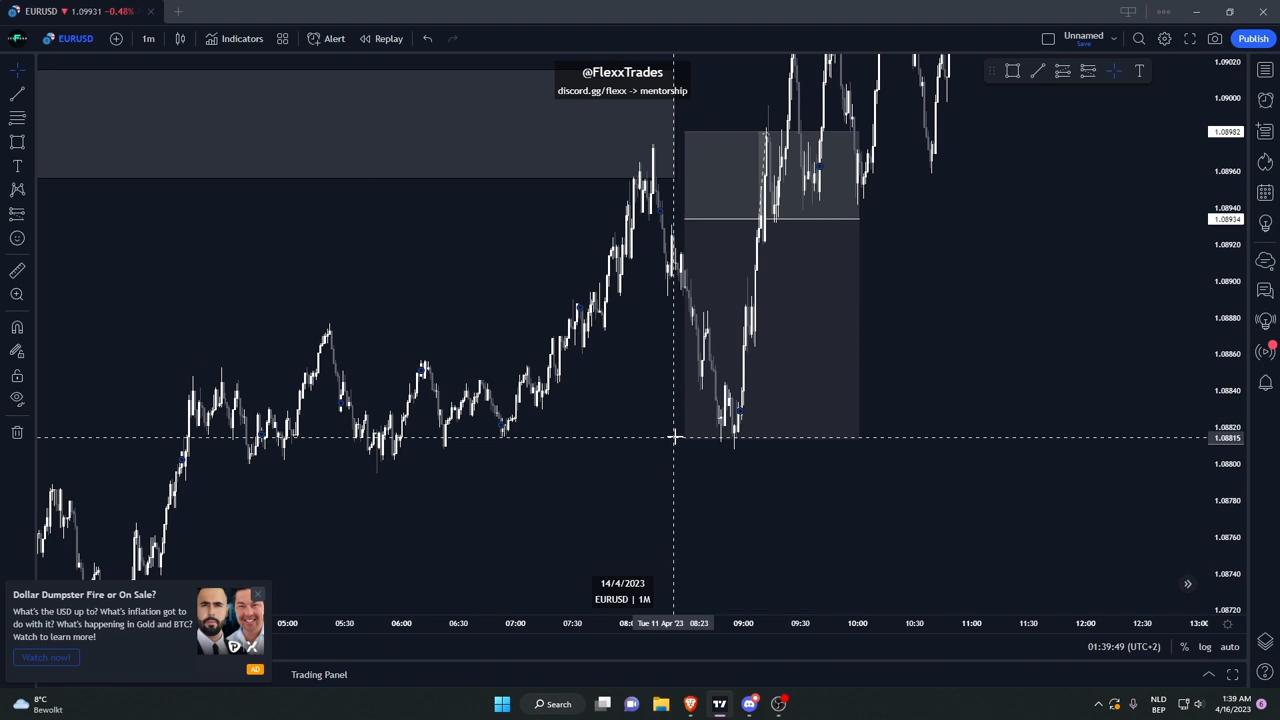 EURUSD ▼ 1.09931 −0.48%
EURUSD
1m
Indicators
Alert
Replay
Unnamed
Save
Publish
@FlexxTrades
discord.gg/flexx -> mentorship
1.09020
1.09000
1.08982
1.08960
1.08940
1.08934
1.08920
1.08900
1.08880
1.08860
1.08840
1.08820
1.08815
1.08800
1.08780
1.08760
1.08740
1.08720
14/4/2023
EURUSD | 1M
Dollar Dumpster Fire or On Sale?
What's the USD up to? What's inflation got to
do with it? What's happening in Gold and BTC?
Watch to learn more!
Watch now!
AD
05:00
05:30
06:00
06:30
07:00
07:30
Tue 11 Apr '23 08:23
09:00
09:30
10:00
10:30
11:00
11:30
12:00
12:30
01:39:49 (UTC+2)
%
log
auto
Trading Panel
8°C
Bewolkt
Search
NLD
BEP
1:39 AM
4/16/2023
6